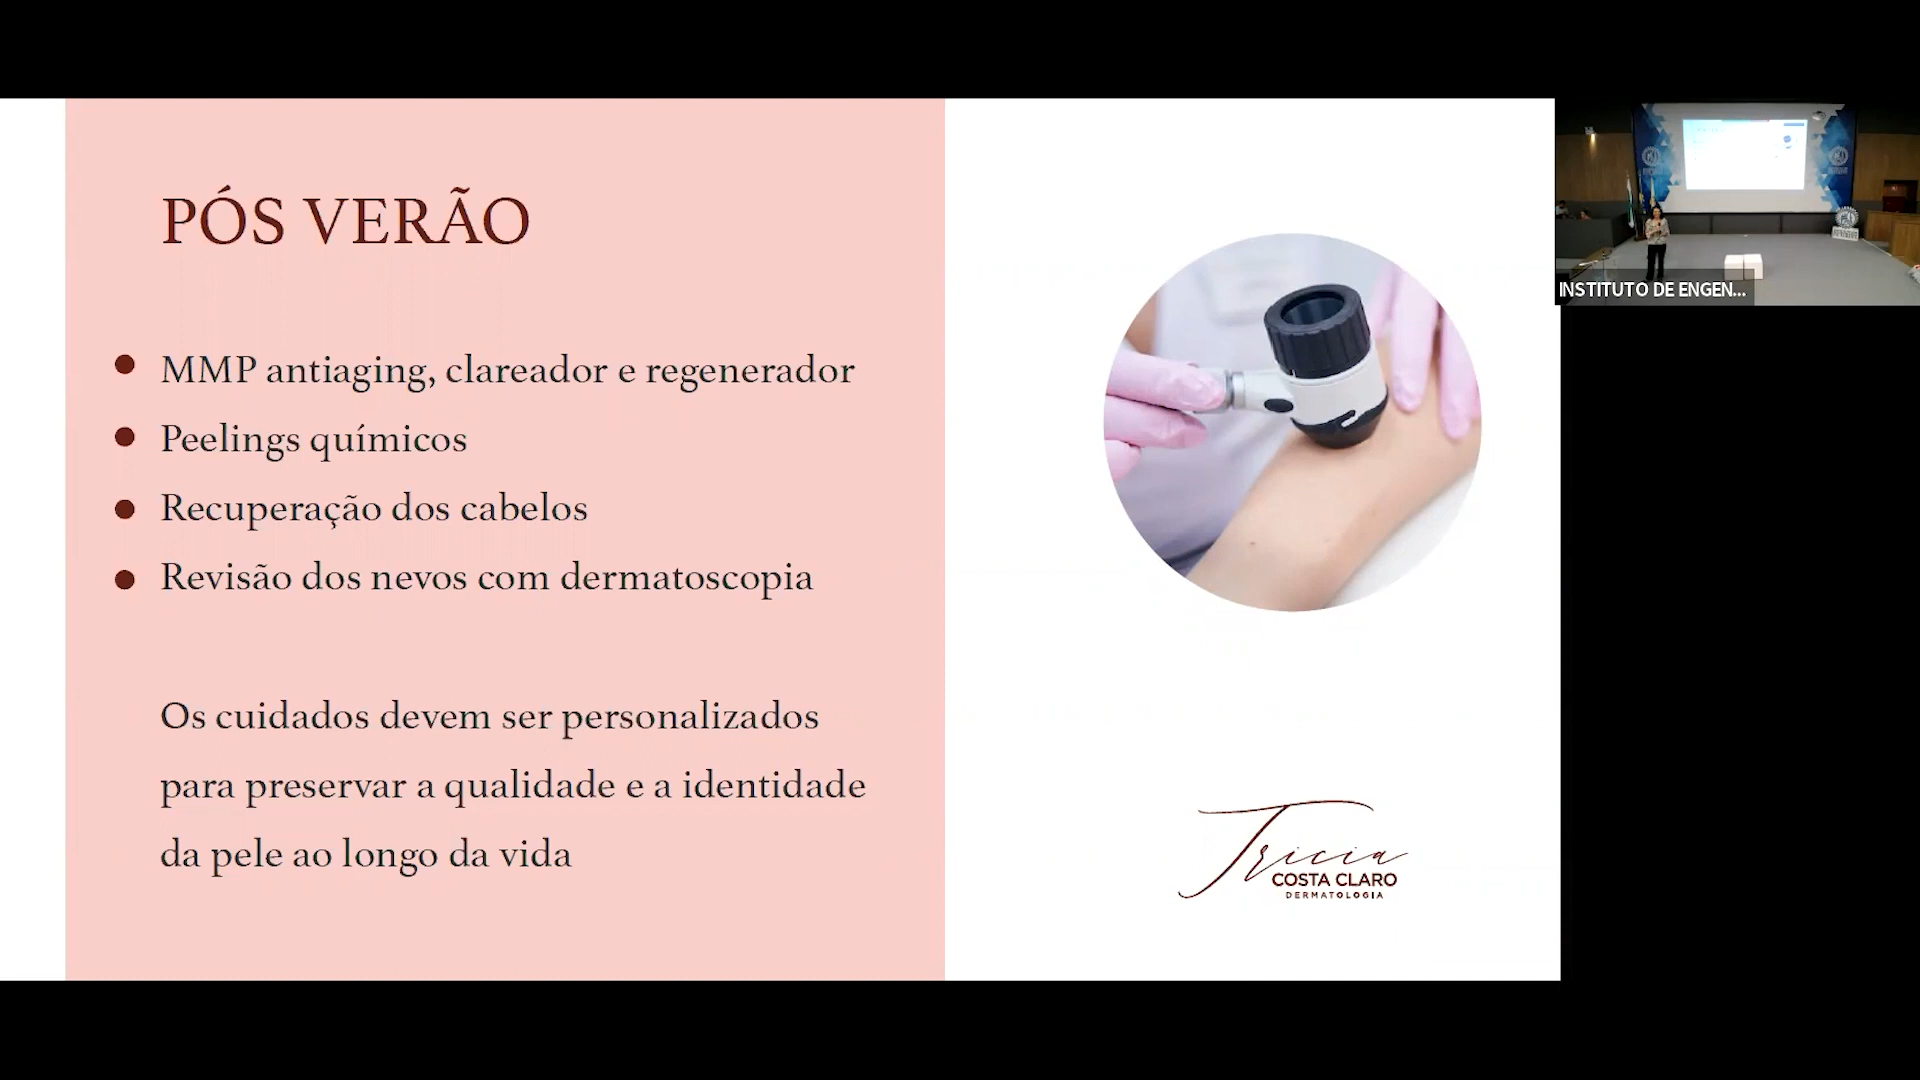 PÓS VERÃO
MMP antiaging, clareador e regenerador
Peelings químicos
Recuperação dos cabelos
Revisão dos nevos com dermatoscopia
Os cuidados devem ser personalizados
para preservar a qualidade e a identidade
da pele ao longo da vida
Tricia
COSTA CLARO
DERMATOLOGIA
INSTITUTO DE ENGEN...